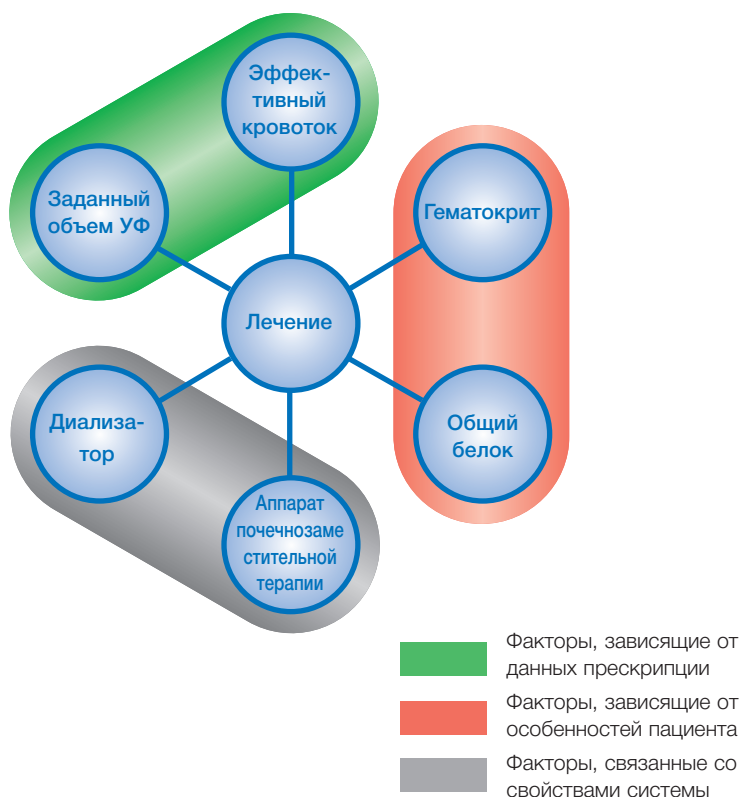 Эффек-
тивный
кровоток
Заданный
объем УФ
Гематокрит
Лечение
Диализа-
тор
Общий
белок
Аппарат
почечнозаме
стительной
терапии
Факторы, зависящие от
данных прескрипции
Факторы, зависящие от
особенностей пациента
Факторы, связанные со
свойствами системы